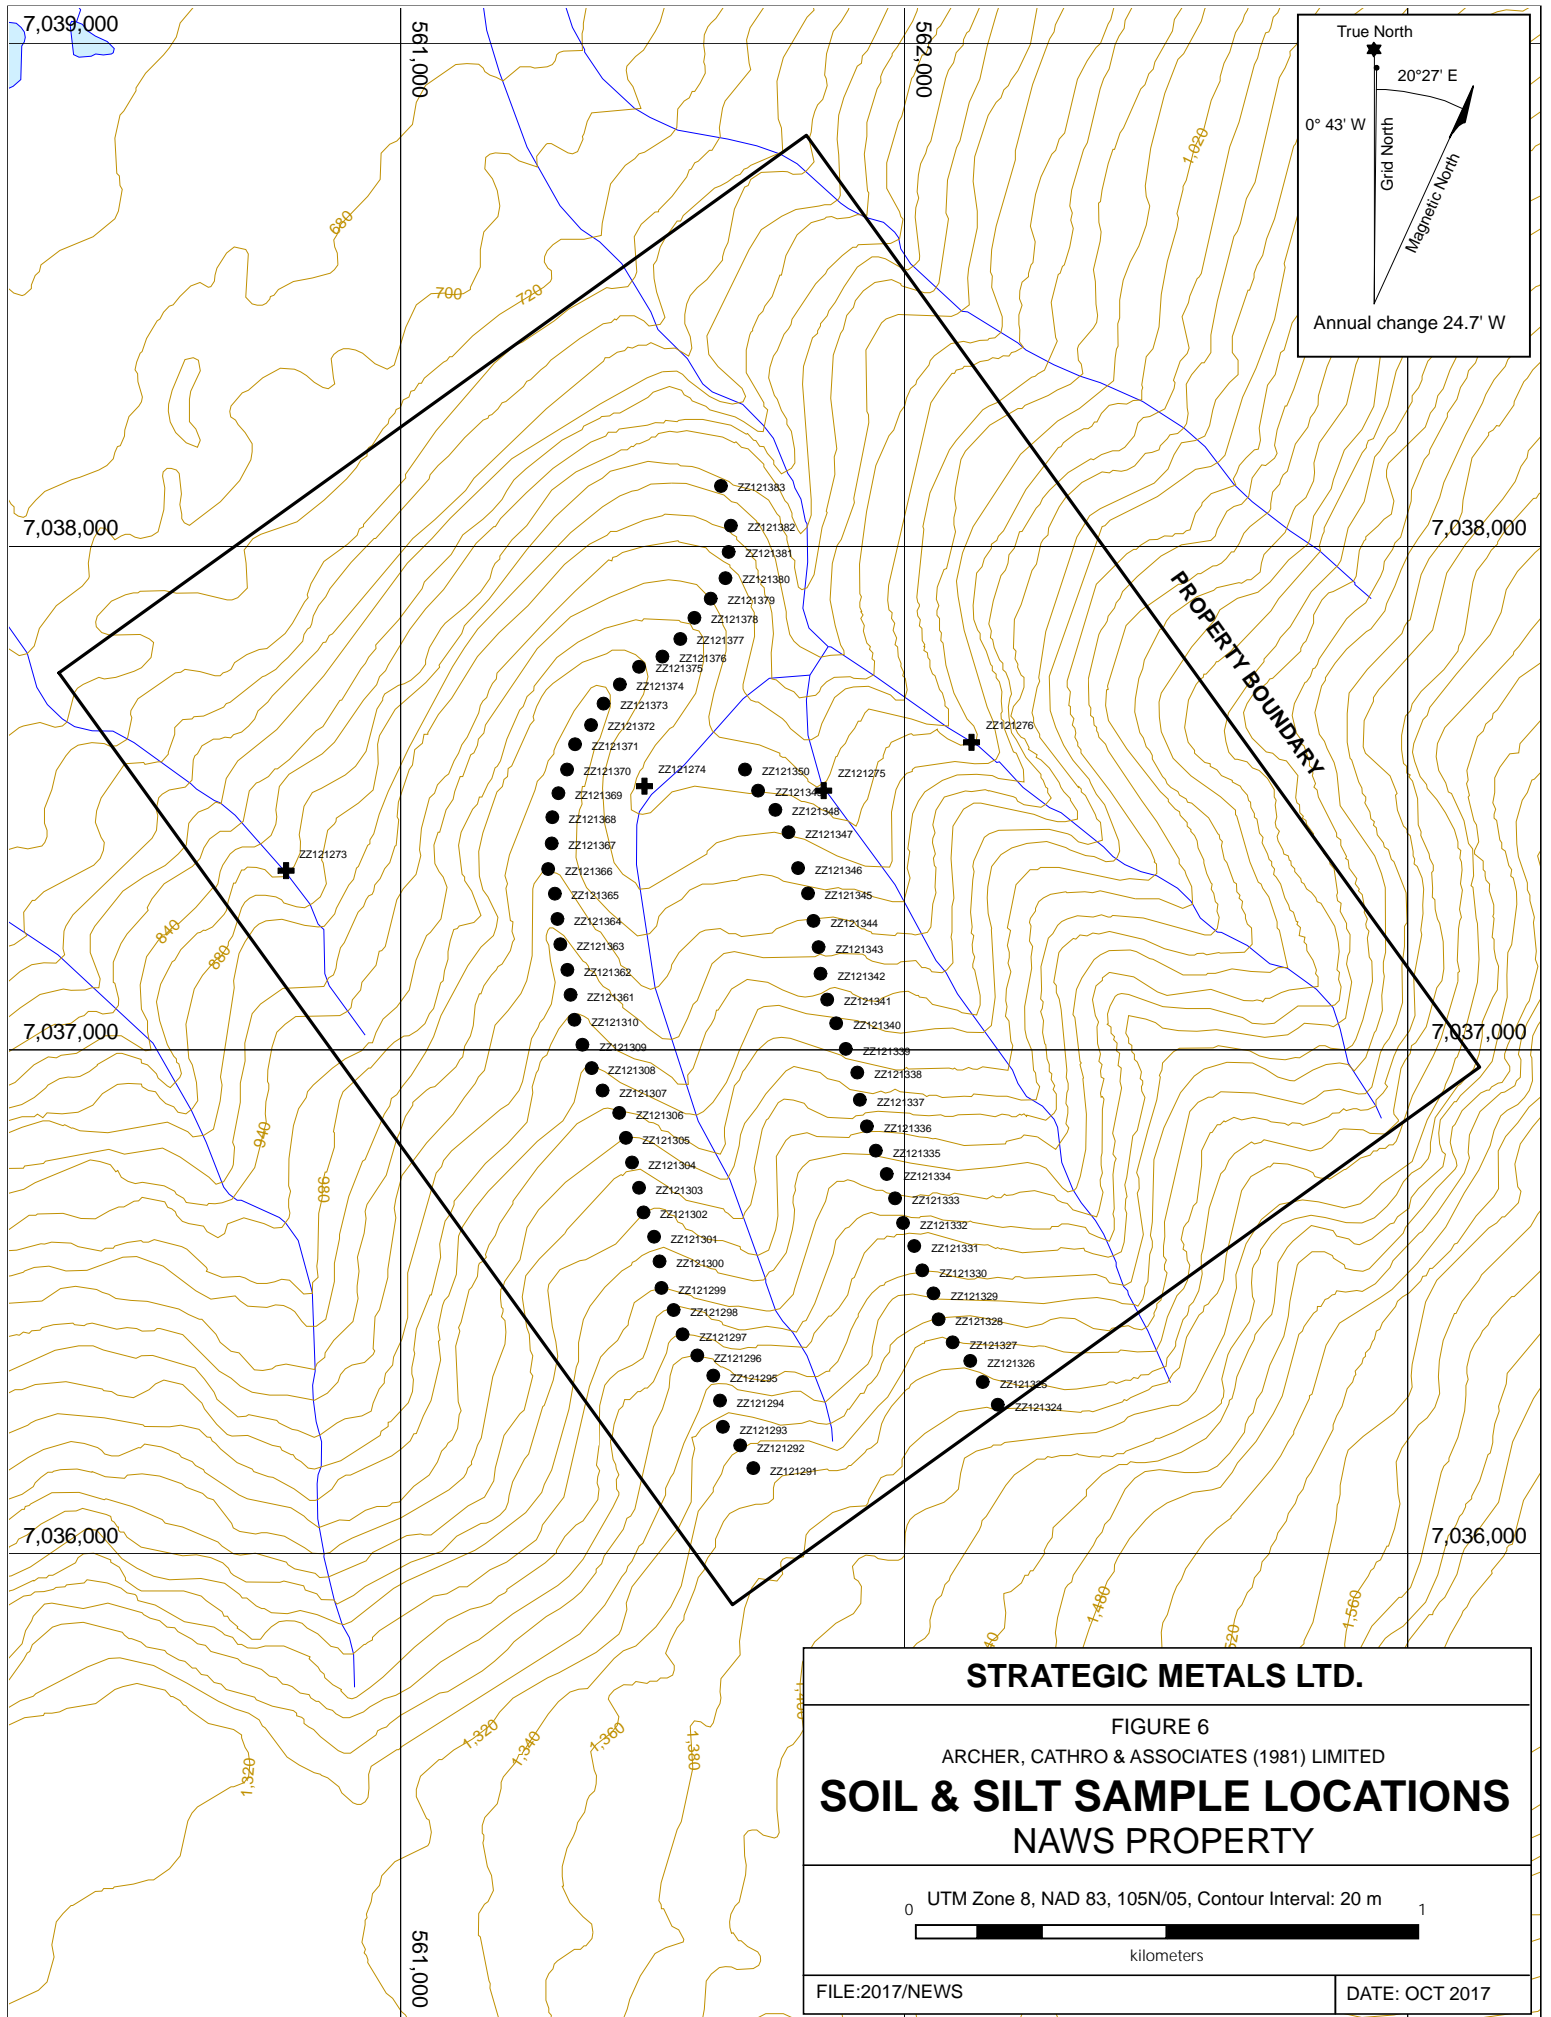 7,039,000
561,000
562,000
True North
20°27' E
0° 43' W
Grid North
Magnetic North
Annual change 24.7' W
1,020
680
700
720
ZZ121383
7,038,000
ZZ121382
7,038,000
ZZ121381
ZZ121380
ZZ121379
ZZ121378
ZZ121377
ZZ121376
ZZ121375
ZZ121374
ZZ121373
PROPERTY BOUNDARY
ZZ121372
ZZ121276
ZZ121371
ZZ121370
ZZ121274
ZZ121350
ZZ121275
ZZ121369
ZZ121368
ZZ121348
ZZ121347
ZZ121367
ZZ121273
ZZ121366
ZZ121346
ZZ121365
ZZ121345
ZZ121364
ZZ121344
840
ZZ121363
ZZ121343
880
ZZ121362
ZZ121342
ZZ121361
ZZ121341
ZZ121310
ZZ121340
7,037,000
7,037,000
ZZ121309
ZZ121339
ZZ121308
ZZ121338
ZZ121307
ZZ121337
ZZ121306
ZZ121336
940
ZZ121305
ZZ121335
ZZ121304
ZZ121334
980
ZZ121303
ZZ121333
ZZ121302
ZZ121332
ZZ121301
ZZ121331
ZZ121300
ZZ121330
ZZ121299
ZZ121329
ZZ121298
ZZ121328
ZZ121297
ZZ121327
ZZ121296
ZZ121326
ZZ121295
ZZ121325
ZZ121294
ZZ121324
ZZ121293
ZZ121292
ZZ121291
7,036,000
7,036,000
1,480
1,560
1,320
1,320
1,340
1,360
1,380
561,000
STRATEGIC METALS LTD.
FIGURE 6
ARCHER, CATHRO & ASSOCIATES (1981) LIMITED
SOIL & SILT SAMPLE LOCATIONS
NAWS PROPERTY
UTM Zone 8, NAD 83, 105N/05, Contour Interval: 20 m
0 1
kilometers
FILE:2017/NEWS
DATE: OCT 2017